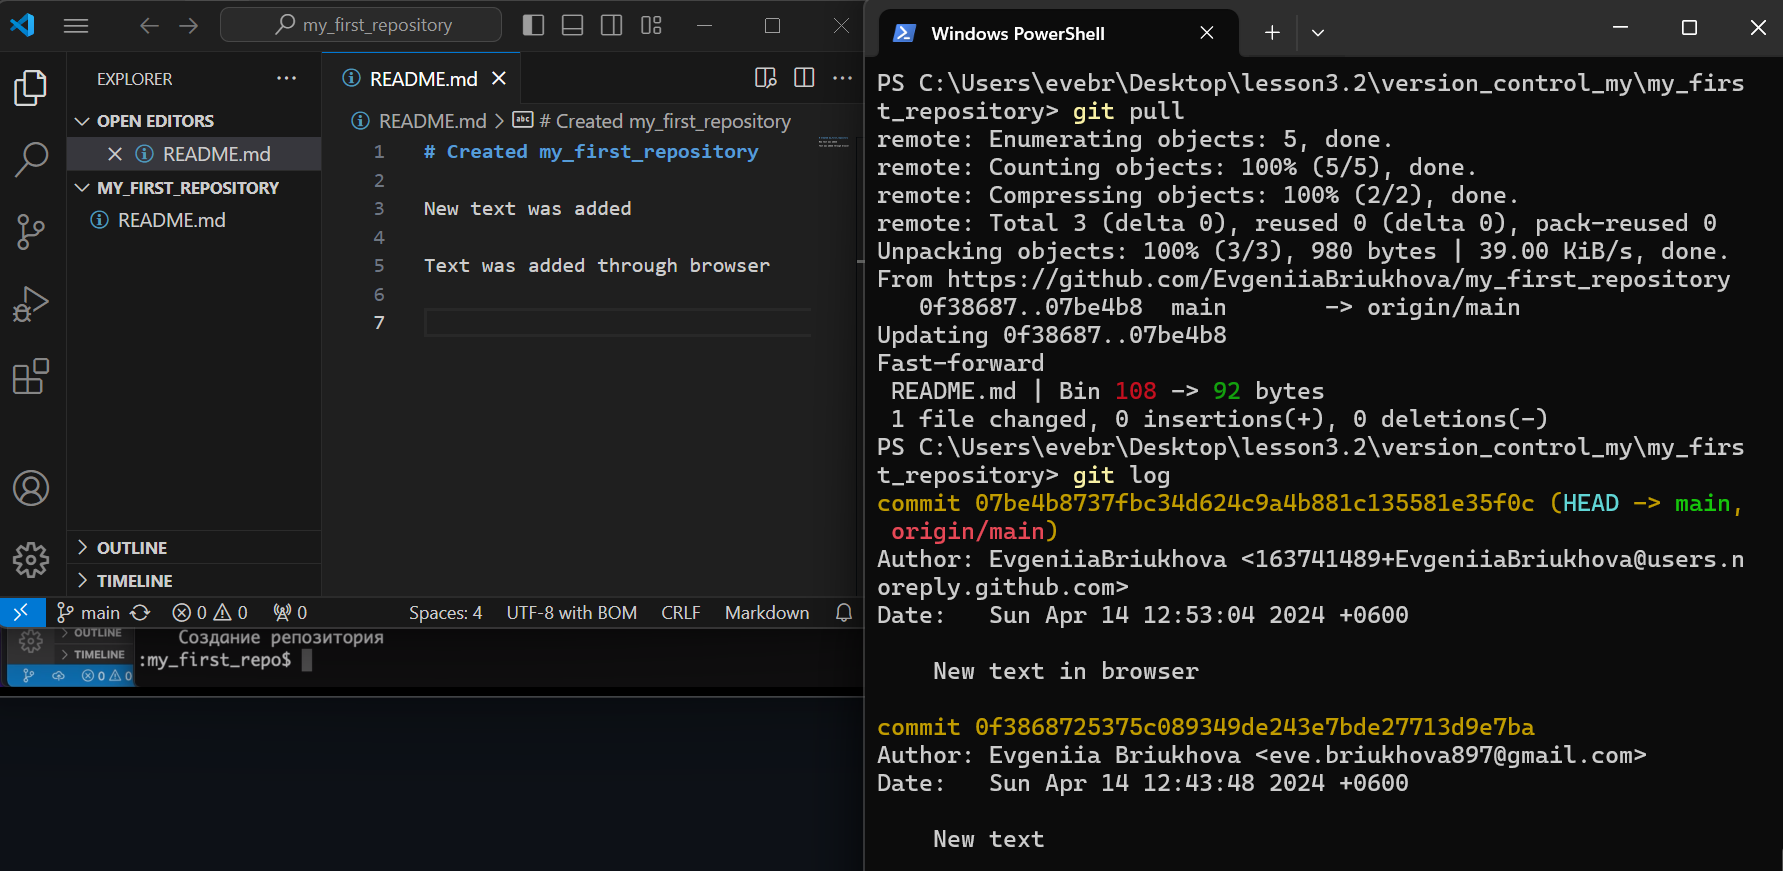 my_first_repository
EXPLORER
OPEN EDITORS
README.md
MY_FIRST_REPOSITORY
README.md
OUTLINE
TIMELINE
README.md
README.md > abc # Created my_first_repository
1 # Created my_first_repository
2
3 New text was added
4
5 Text was added through browser
6
7
main 0 0 0 Spaces: 4 UTF-8 with BOM CRLF Markdown
OUTLINE
TIMELINE
0 0
Создание репозитория
:my_first_repo$
Windows PowerShell
PS C:\Users\evebr\Desktop\lesson3.2\version_control_my\my_firs
t_repository> git pull
remote: Enumerating objects: 5, done.
remote: Counting objects: 100% (5/5), done.
remote: Compressing objects: 100% (2/2), done.
remote: Total 3 (delta 0), reused 0 (delta 0), pack-reused 0
Unpacking objects: 100% (3/3), 980 bytes | 39.00 KiB/s, done.
From https://github.com/EvgeniiaBriukhova/my_first_repository
0f38687..07be4b8 main -> origin/main
Updating 0f38687..07be4b8
Fast-forward
README.md | Bin 108 -> 92 bytes
1 file changed, 0 insertions(+), 0 deletions(-)
PS C:\Users\evebr\Desktop\lesson3.2\version_control_my\my_firs
t_repository> git log
commit 07be4b8737fbc34d624c9a4b881c135581e35f0c (HEAD -> main,
origin/main)
Author: EvgeniiaBriukhova <163741489+EvgeniiaBriukhova@users.n
oreply.github.com>
Date: Sun Apr 14 12:53:04 2024 +0600
New text in browser
commit 0f3868725375c089349de243e7bde27713d9e7ba
Author: Evgeniia Briukhova <eve.briukhova897@gmail.com>
Date: Sun Apr 14 12:43:48 2024 +0600
New text